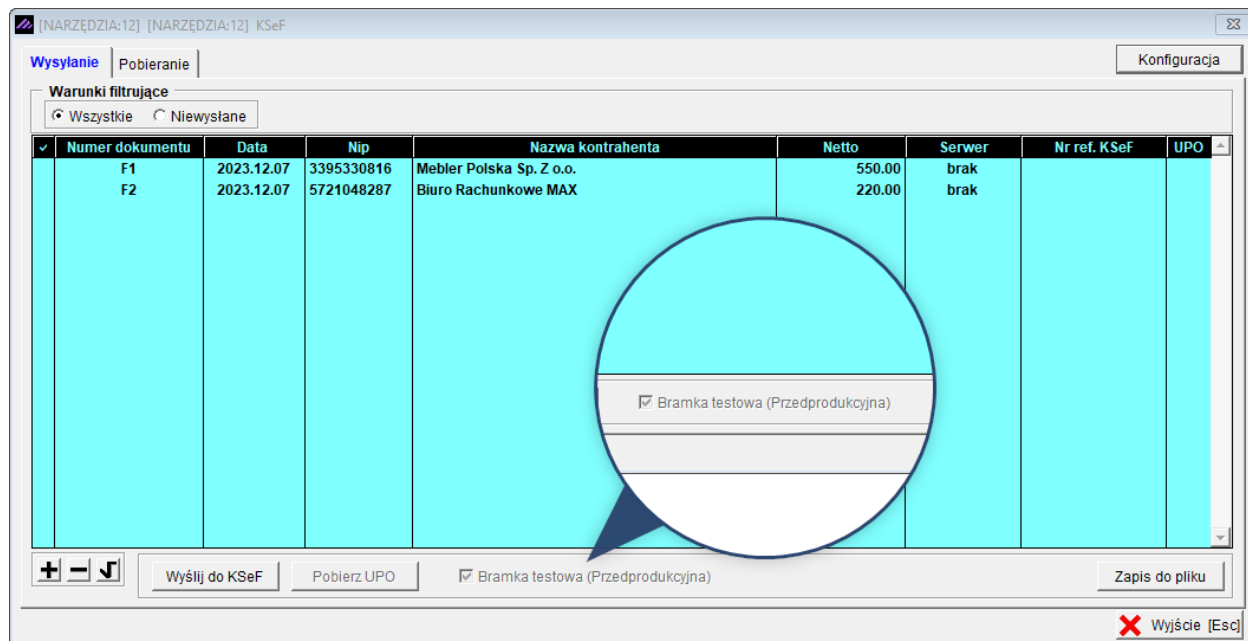 [NARZĘDZIA:12] [NARZĘDZIA:12] KSeF
Wysyłanie Pobieranie Konfiguracja
Warunki filtrujące
Wszystkie Niewysłane
Numer dokumentu Data Nip Nazwa kontrahenta Netto Serwer Nr ref. KSeF UPO
F1 2023.12.07 3395330816 Mebler Polska Sp. Z o.o. 550.00 brak
F2 2023.12.07 5721048287 Biuro Rachunkowe MAX 220.00 brak
Bramka testowa (Przedprodukcyjna)
Wyślij do KSeF Pobierz UPO Bramka testowa (Przedprodukcyjna) Zapis do pliku
Wyjście [Esc]